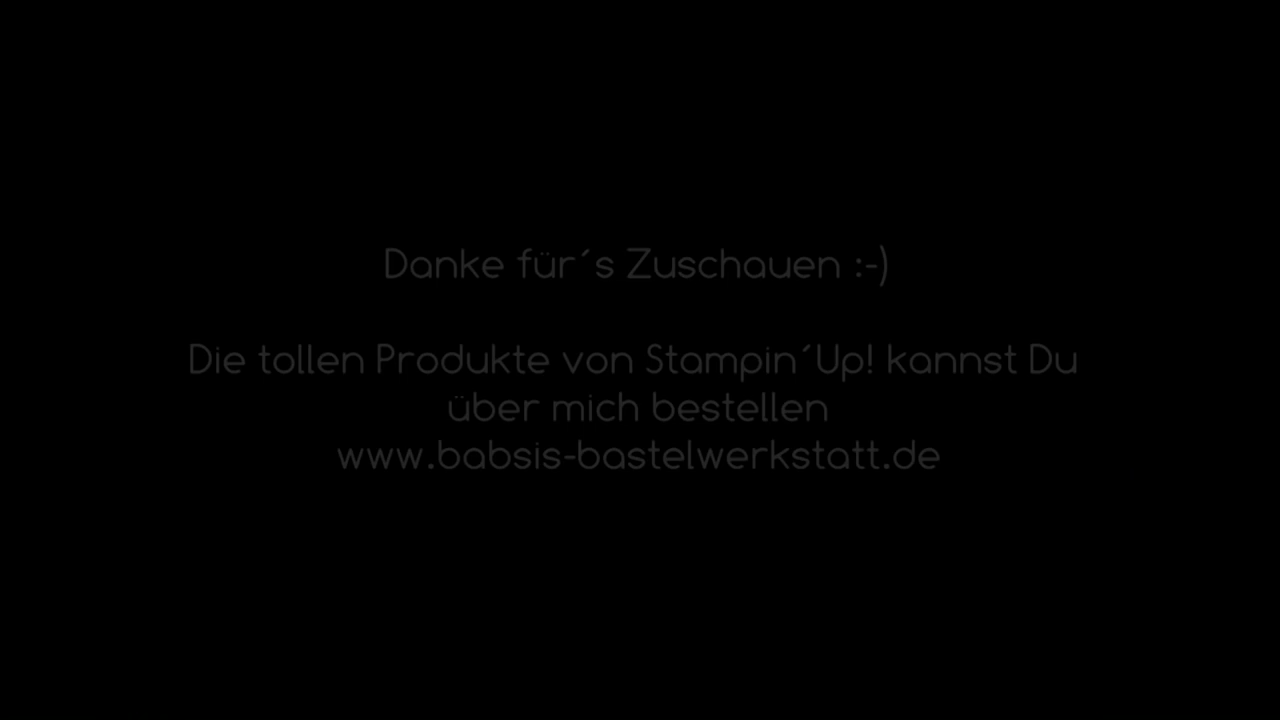 Danke für´s Zuschauen :-)
Die tollen Produkte von Stampin´Up! kannst Du
über mich bestellen
www.babsis-bastelwerkstatt.de